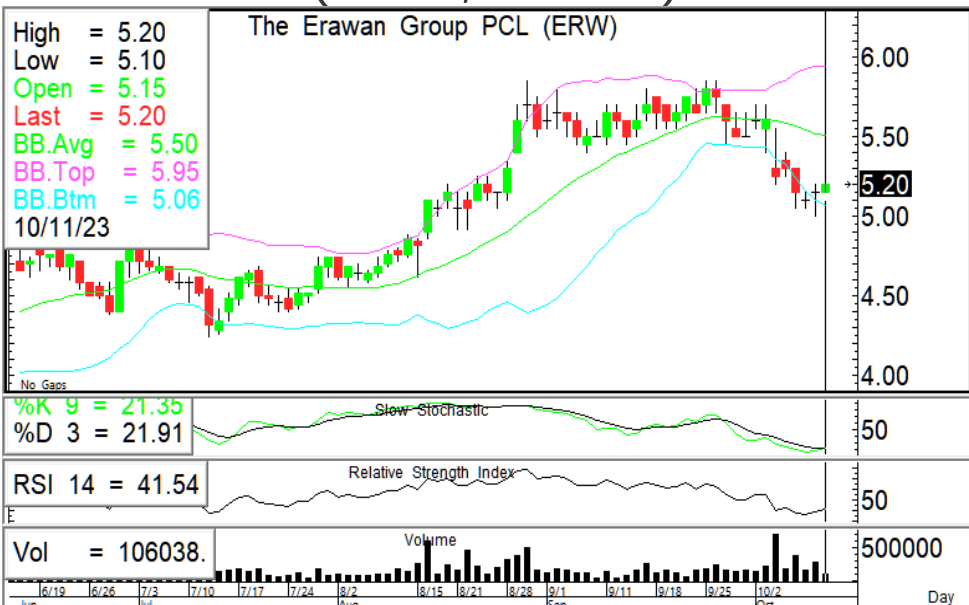 The Erawan Group PCL (ERW)
High = 5.20
Low = 5.10
Open = 5.15
Last = 5.20
BB.Avg = 5.50
BB.Top = 5.95
BB.Btm = 5.06
10/11/23
6.00
5.50
5.20
5.00
4.50
4.00
No Gaps
%K 9 = 21.35
%D 3 = 21.91
Slow Stochastic
50
RSI 14 = 41.54
Relative Strength Index
50
Vol = 106038.
Volume
500000
6/19 6/26 7/3 7/10 7/17 7/24 8/2 8/15 8/21 8/28 9/1 9/11 9/18 9/25 10/2
Day
Jun Jul Aug Sep Oct